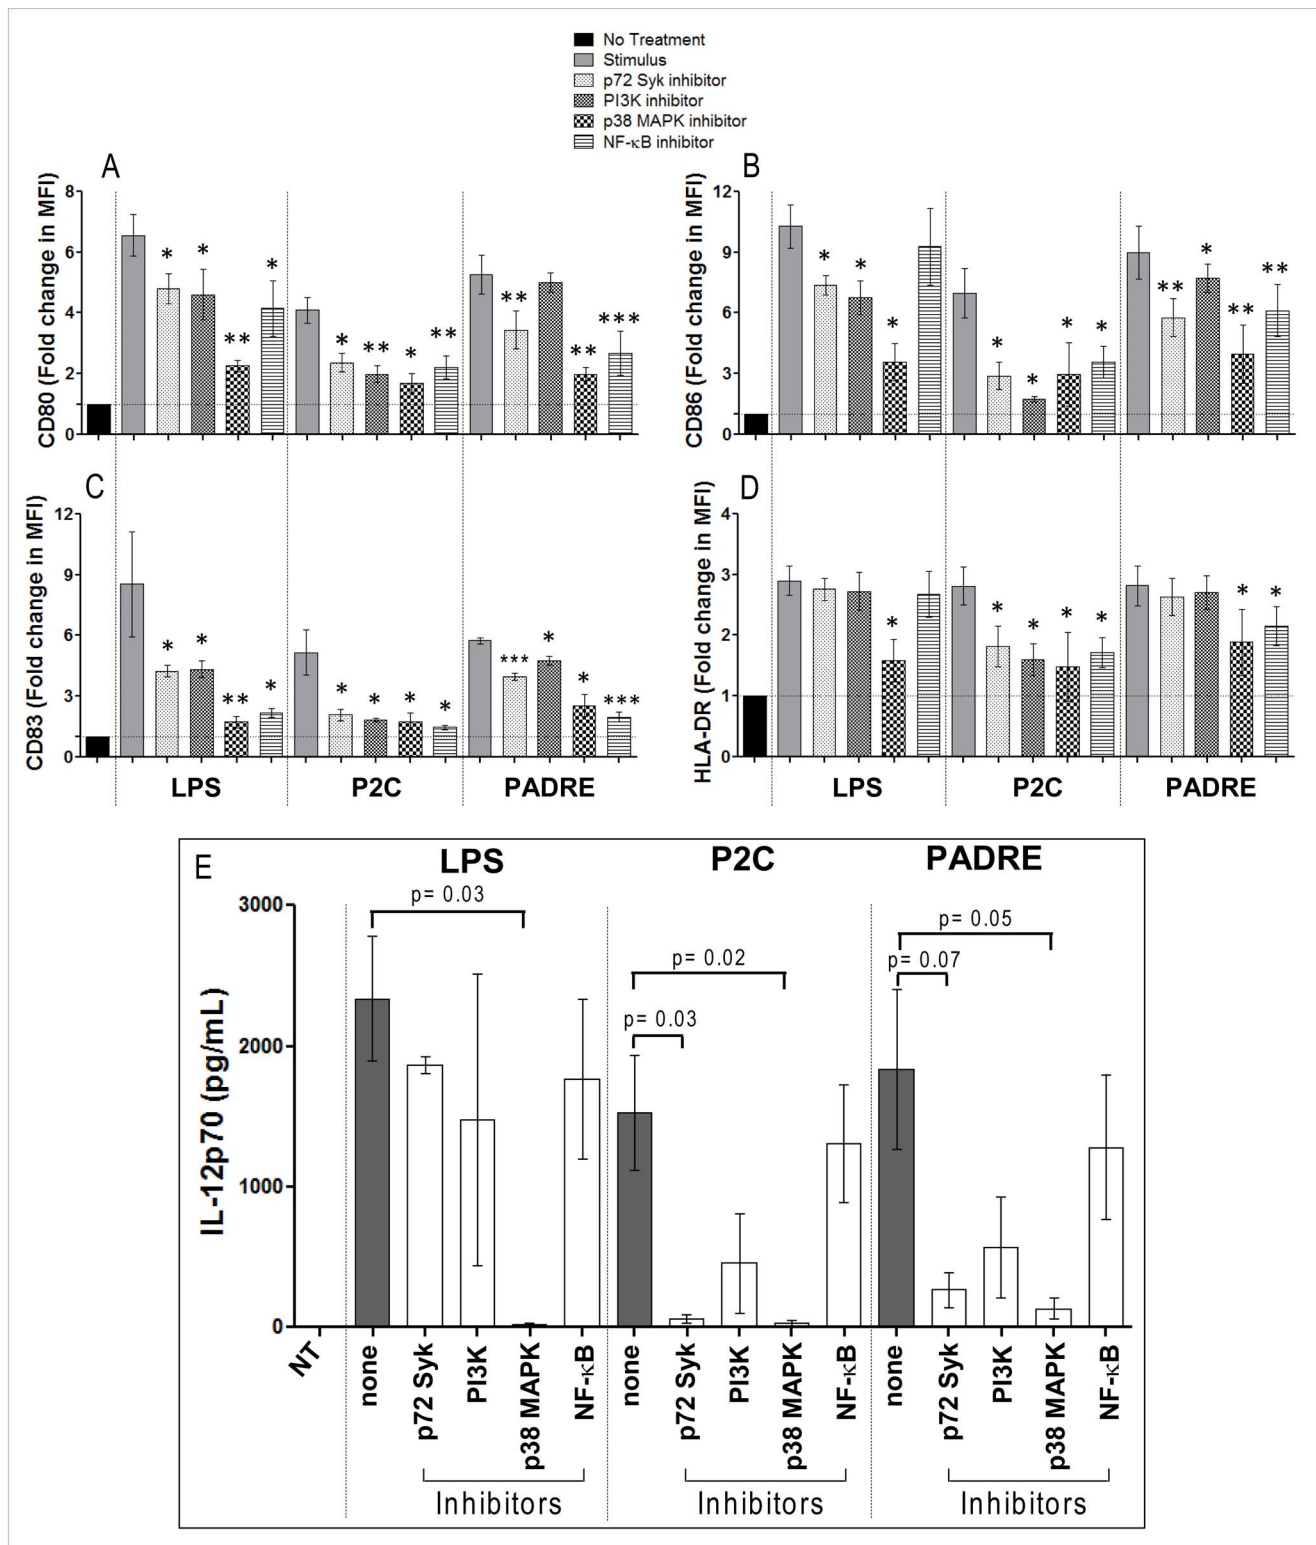 No Treatment
Stimulus
p72 Syk inhibitor
PI3K inhibitor
p38 MAPK inhibitor
NF-κB inhibitor
A
CD80 (Fold change in MFI)
8
6
4
2
0
* * ** *
* ** * **
** ** ***
B
CD86 (Fold change in MFI)
12
9
6
3
0
* * *
* * * *
** * ** **
C
CD83 (Fold change in MFI)
12
9
6
3
0
* * ** *
* * * *
*** * * ***
LPS P2C PADRE
D
HLA-DR (Fold change in MFI)
4
3
2
1
0
*
* * * *
* *
LPS P2C PADRE
E
LPS P2C PADRE
IL-12p70 (pg/mL)
3000
2000
1000
0
p= 0.03
p= 0.02
p= 0.03
p= 0.05
p= 0.07
NT
none
p72 Syk
PI3K
p38 MAPK
NF-κB
none
p72 Syk
PI3K
p38 MAPK
NF-κB
none
p72 Syk
PI3K
p38 MAPK
NF-κB
Inhibitors Inhibitors Inhibitors